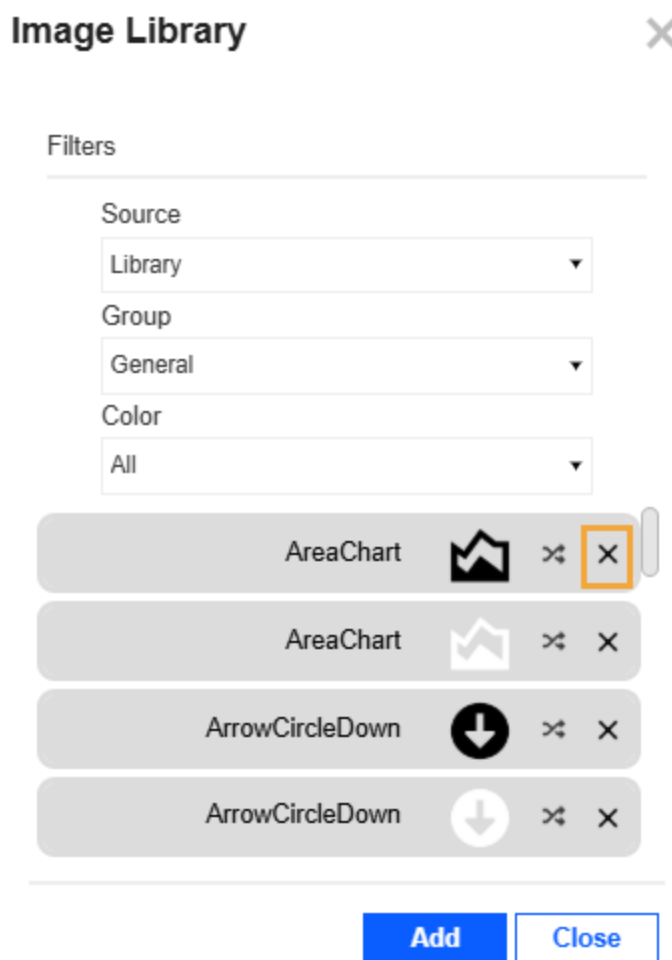 Image Library
Filters
Source
Library
Group
General
Color
All
AreaChart
AreaChart
ArrowCircleDown
ArrowCircleDown
Add Close